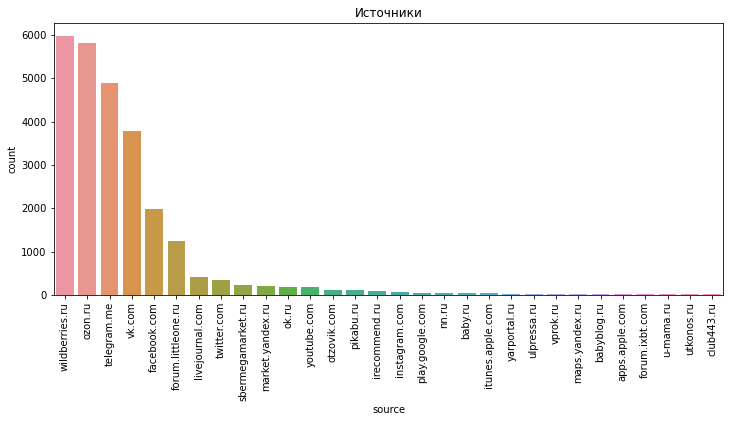 Источники
6000
5000
4000
3000
2000
1000
0
count
wildberries.ru
ozon.ru
telegram.me
vk.com
facebook.com
forum.littleone.ru
livejournal.com
twitter.com
sbermegamarket.ru
market.yandex.ru
ok.ru
youtube.com
otzovik.com
pikabu.ru
irecommend.ru
instagram.com
play.google.com
nn.ru
baby.ru
itunes.apple.com
yarportal.ru
ulpressa.ru
vprok.ru
maps.yandex.ru
babyblog.ru
apps.apple.com
forum.ixbt.com
u-mama.ru
utkonos.ru
club443.ru
source